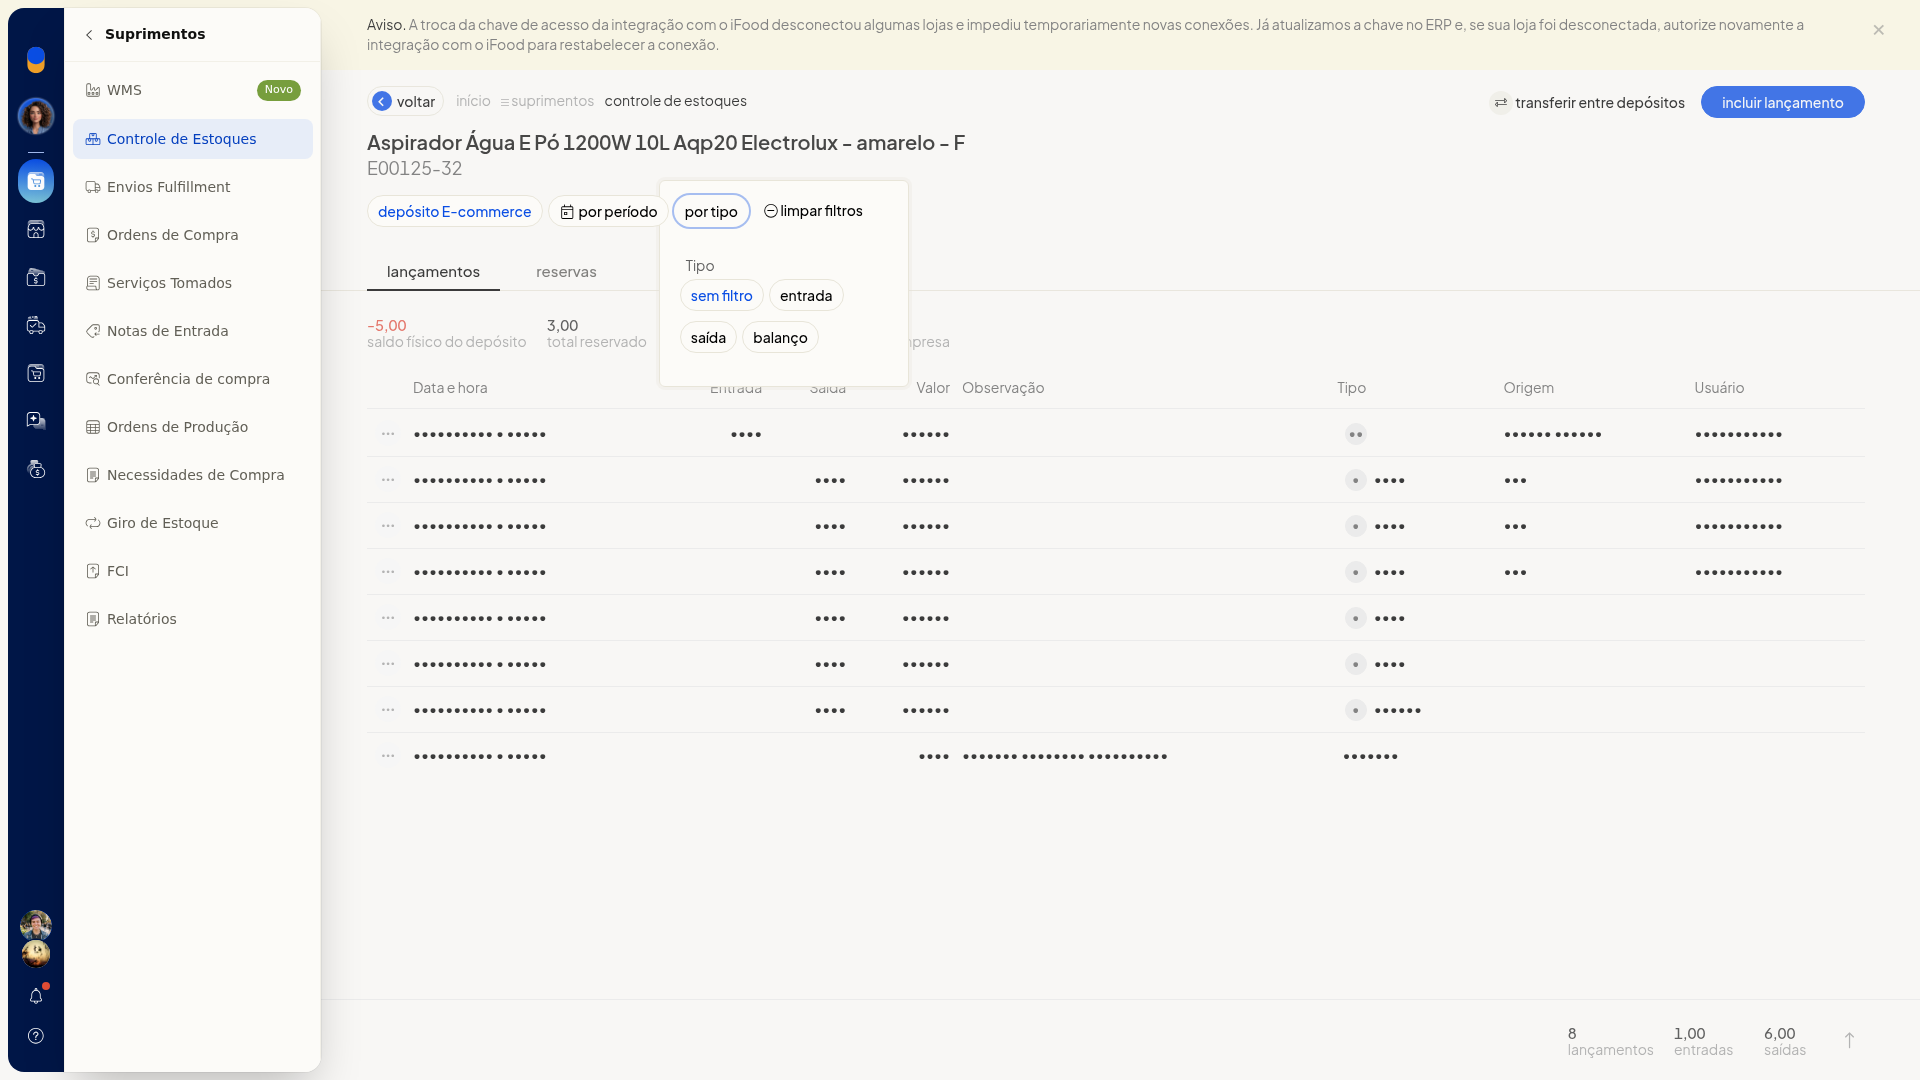 Suprimentos
WMS Novo
Controle de Estoques
Envios Fulfillment
Ordens de Compra
Serviços Tomados
Notas de Entrada
Conferência de compra
Ordens de Produção
Necessidades de Compra
Giro de Estoque
FCI
Relatórios
Aviso. A troca da chave de acesso da integração com o iFood desconectou algumas lojas e impediu temporariamente novas conexões. Já atualizamos a chave no ERP e, se sua loja foi desconectada, autorize novamente a
integração com o iFood para restabelecer a conexão.
voltar início suprimentos controle de estoques
transferir entre depósitos incluir lançamento
Aspirador Água E Pó 1200W 10L Aqp20 Electrolux - amarelo - F
E00125-32
depósito E-commerce por período por tipo limpar filtros
lançamentos reservas
Tipo
sem filtro entrada
saída balanço
-5,00 3,00
saldo físico do depósito total reservado
Data e hora Entrada Saída Valor Observação Tipo Origem Usuário
8 1,00 6,00
lançamentos entradas saídas